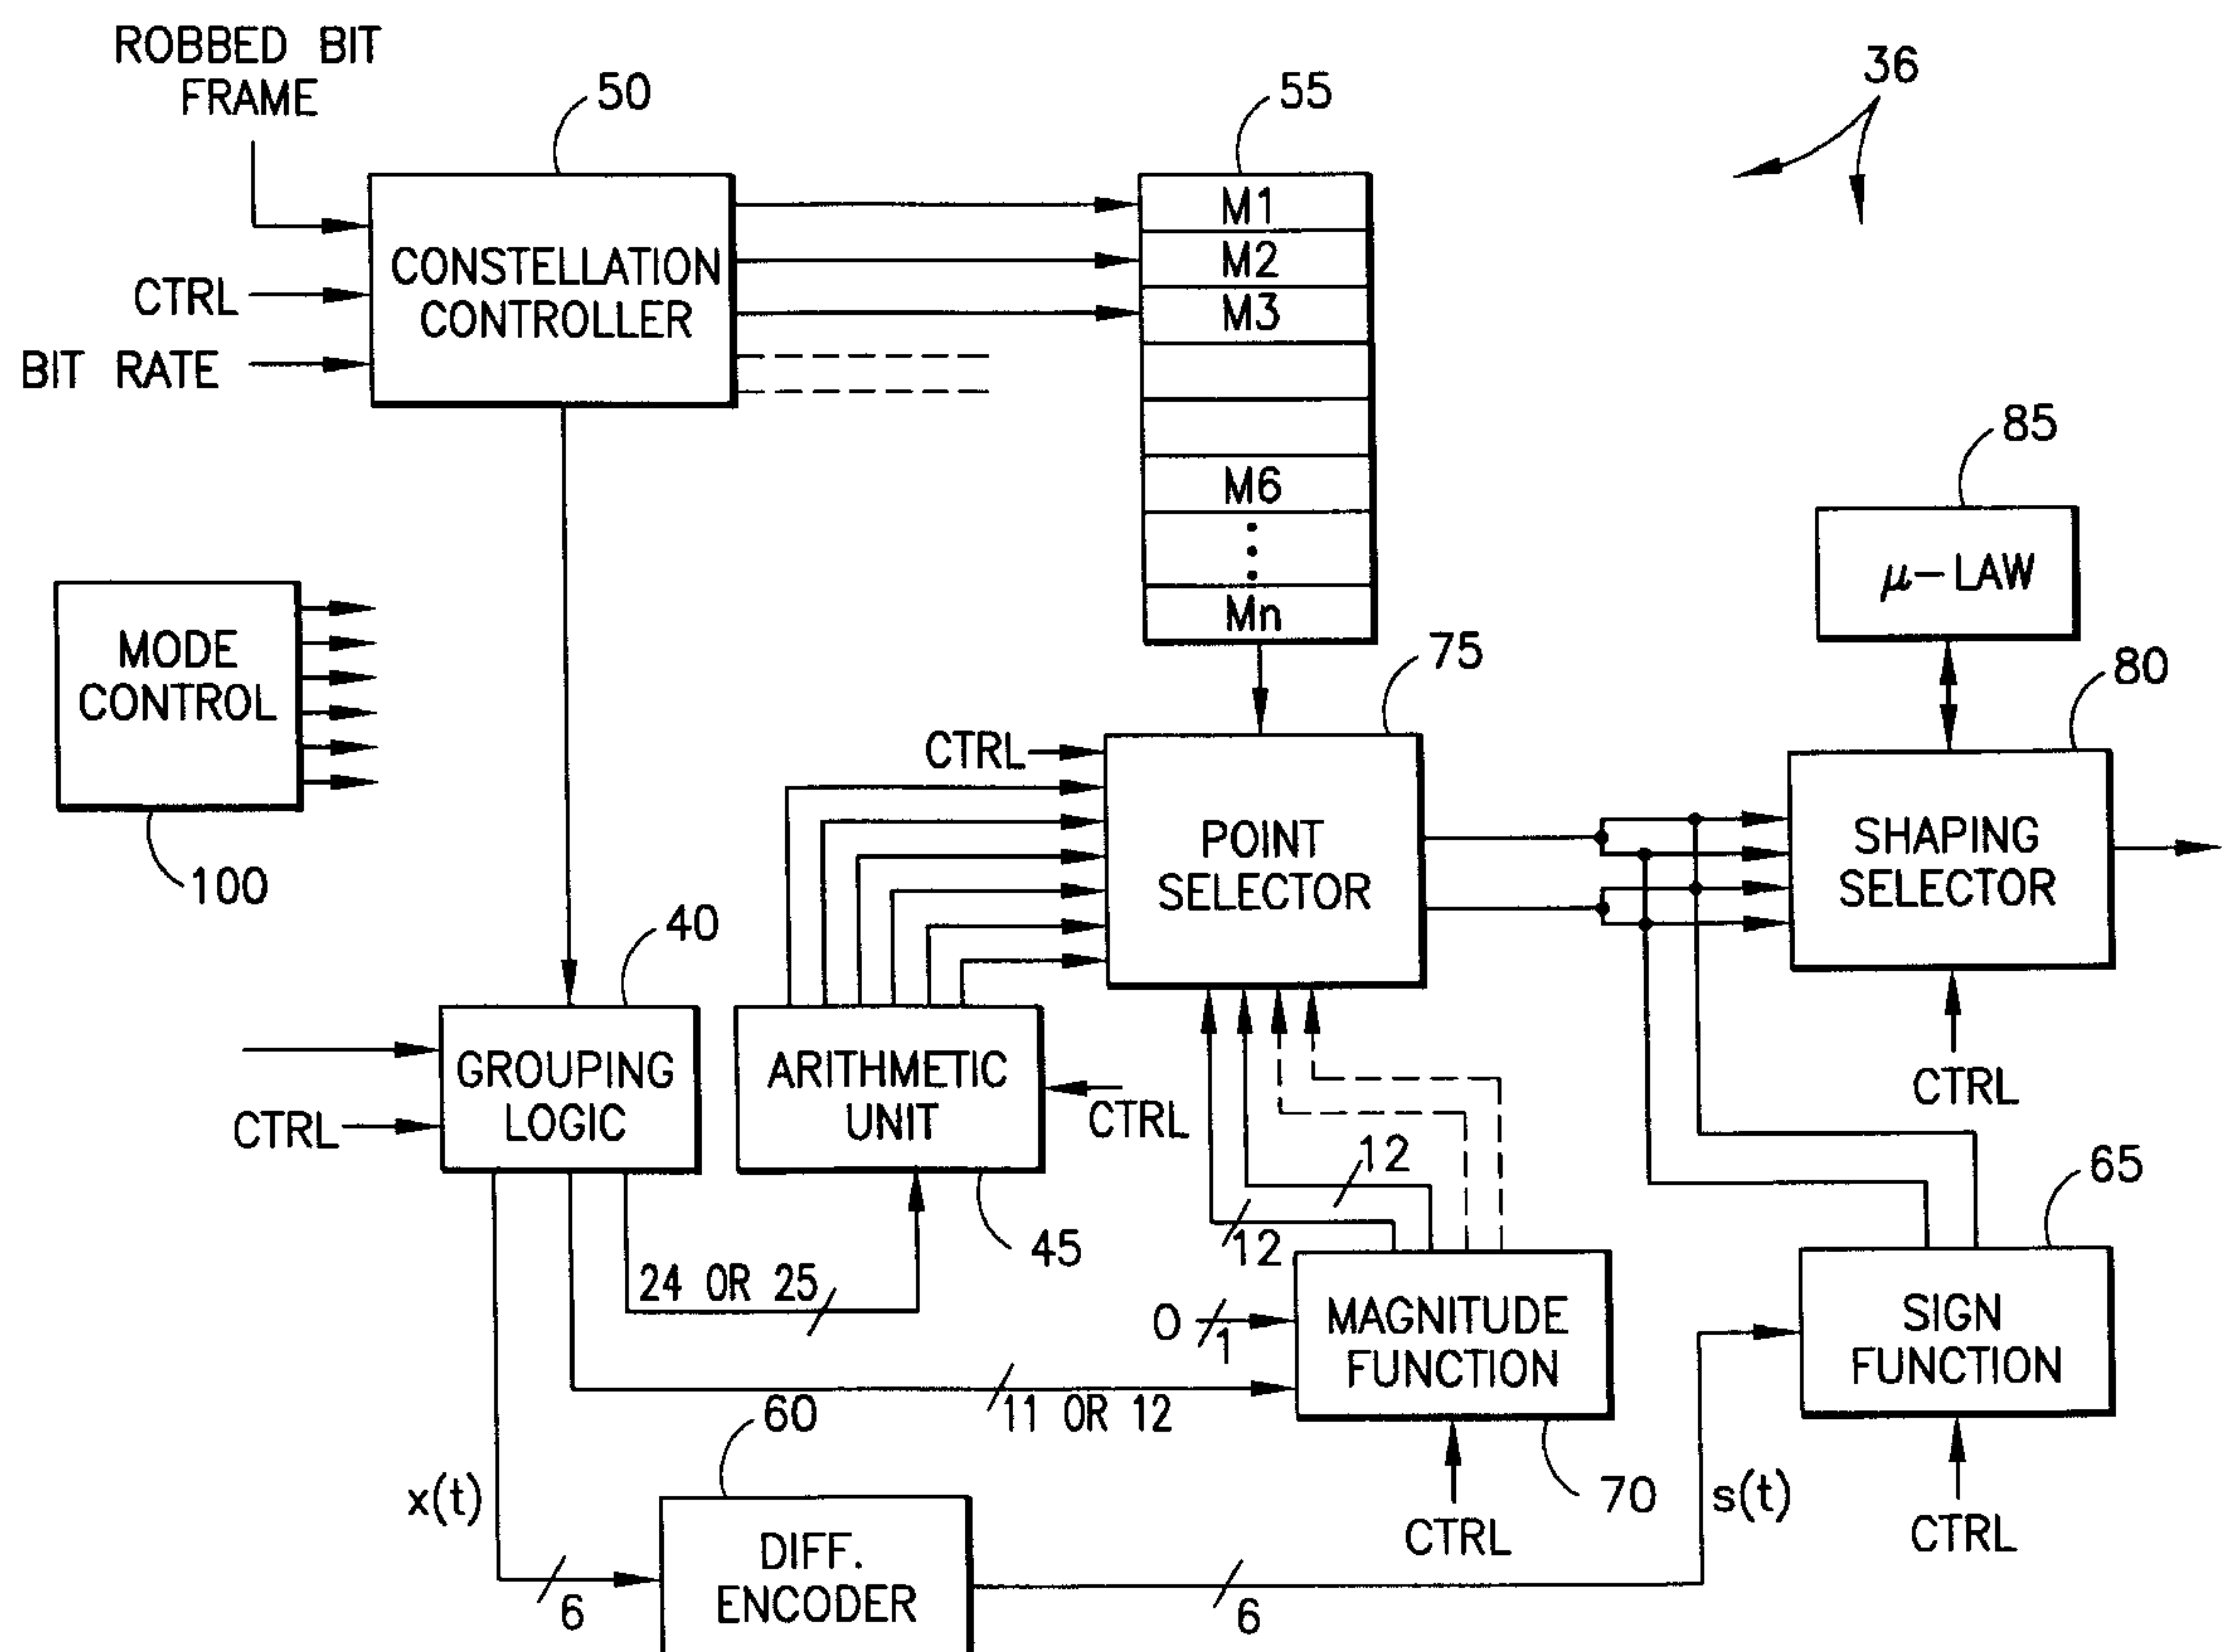 ROBBED BIT
FRAME
50
55
36
CONSTELLATION
CONTROLLER
CTRL
BIT RATE
M1
M2
M3
M6
Mn
85
μ-LAW
MODE
CONTROL
100
75
80
CTRL
POINT
SELECTOR
SHAPING
SELECTOR
CTRL
40
GROUPING
LOGIC
CTRL
ARITHMETIC
UNIT
CTRL
45
24 OR 25
12
12
65
0
1
MAGNITUDE
FUNCTION
SIGN
FUNCTION
11 OR 12
60
70
CTRL
s(t)
CTRL
x(t)
6
DIFF.
ENCODER
6